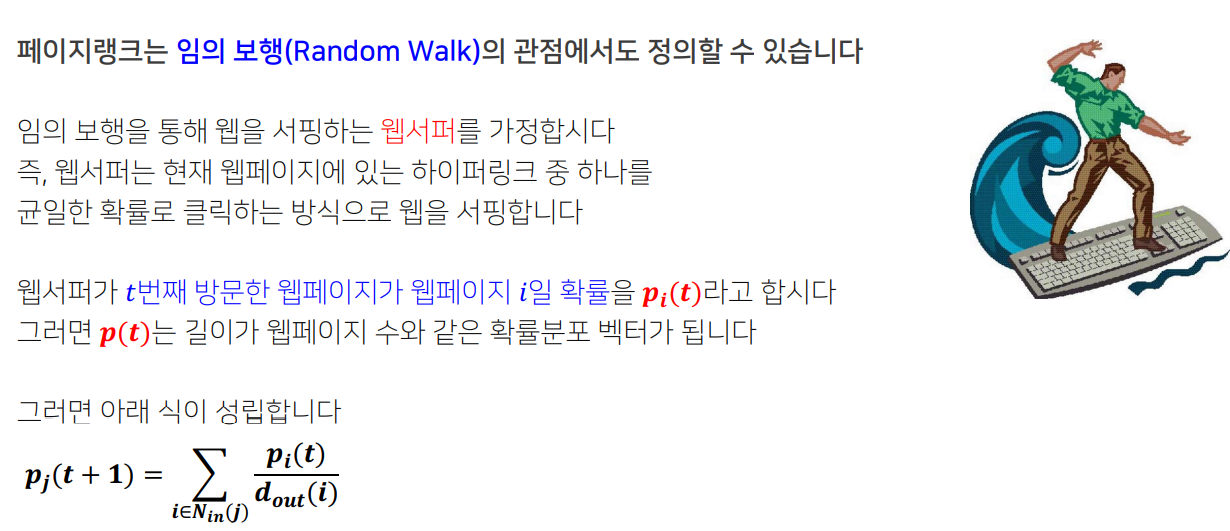 페이지랭크는 임의 보행(Random Walk)의 관점에서도 정의할 수 있습니다
임의 보행을 통해 웹을 서핑하는 웹서퍼를 가정합시다
즉, 웹서퍼는 현재 웹페이지에 있는 하이퍼링크 중 하나를
균일한 확률로 클릭하는 방식으로 웹을 서핑합니다
웹서퍼가 t번째 방문한 웹페이지가 웹페이지 i일 확률을 pᵢ(t)라고 합시다
그러면 p(t)는 길이가 웹페이지 수와 같은 확률분포 벡터가 됩니다
그러면 아래 식이 성립합니다
pⱼ(t + 1) = ∑_{i∈N_{in}(j)} pᵢ(t) / d_{out}(i)